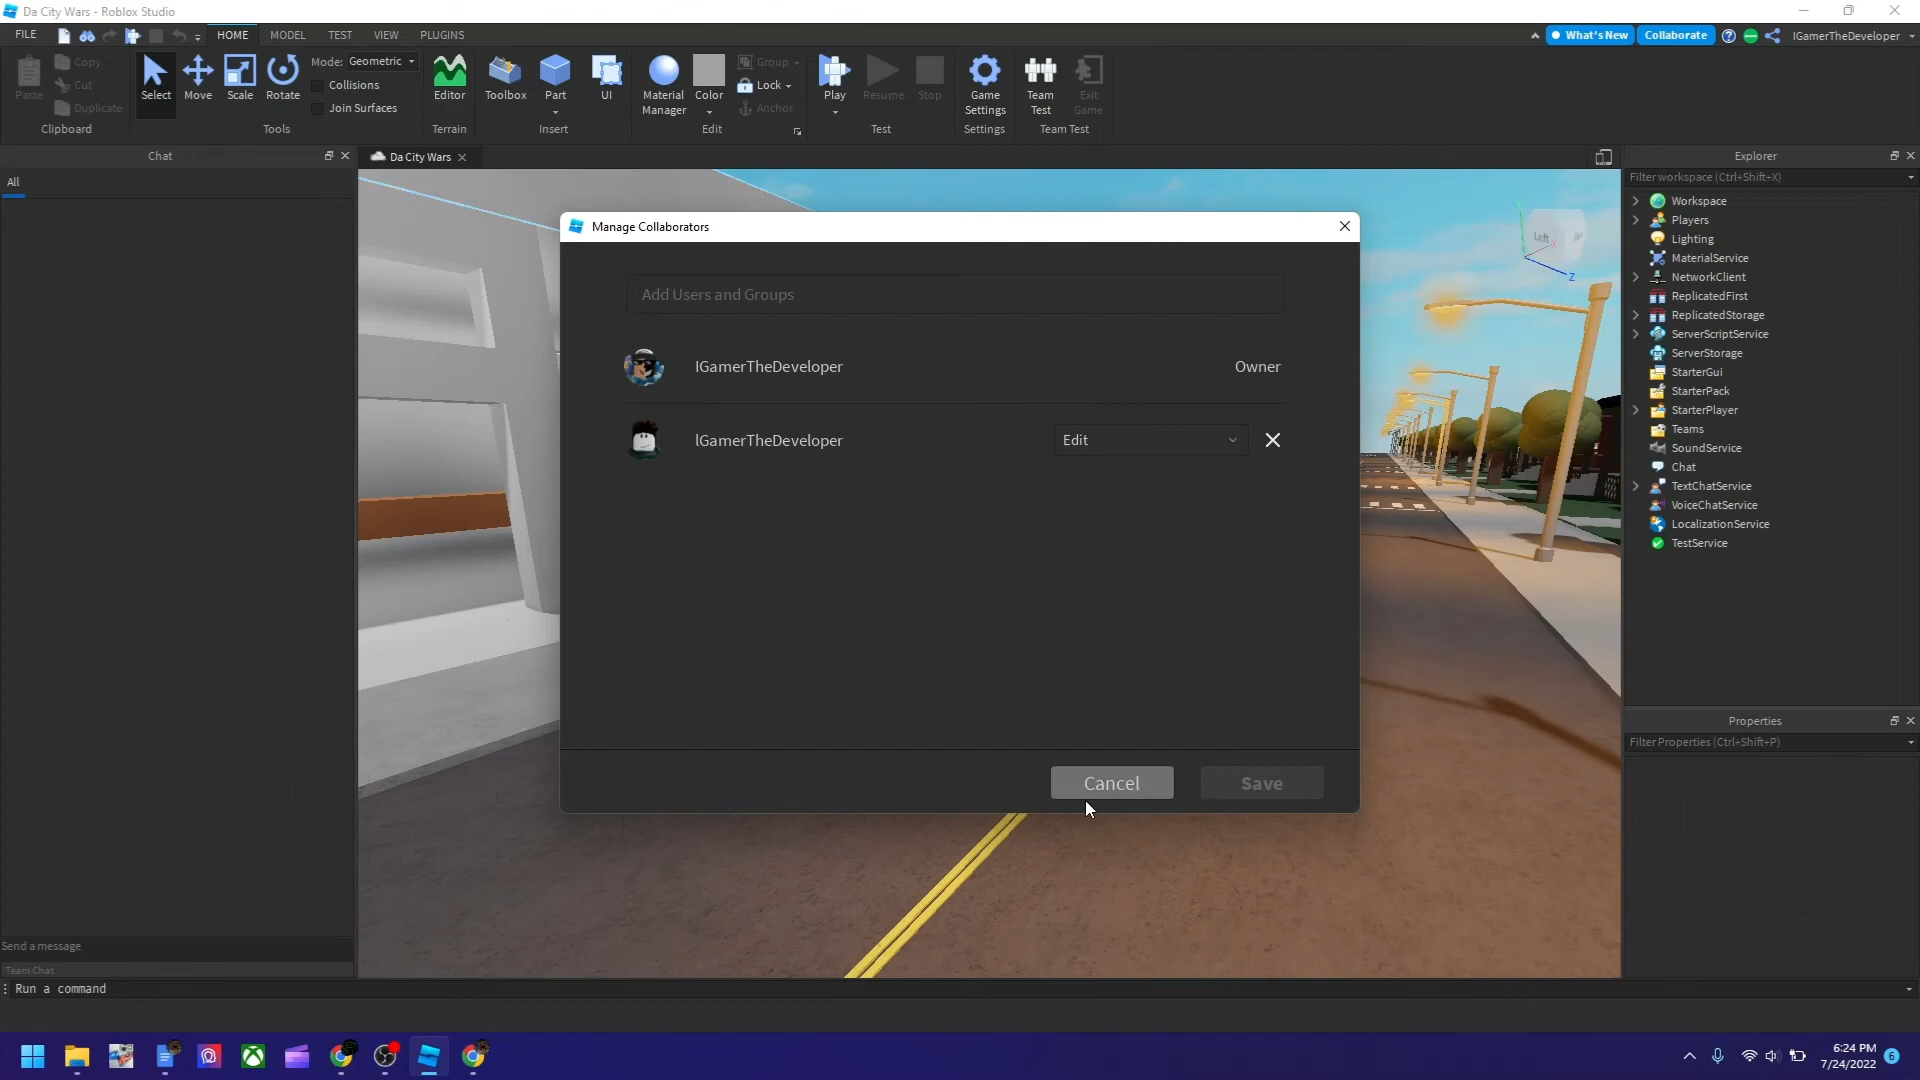 Da City Wars - Roblox Studio
FILE
HOME
MODEL
TEST
VIEW
PLUGINS
What's New
Collaborate
IGamerTheDeveloper
Paste
Copy
Cut
Duplicate
Clipboard
Select
Move
Scale
Rotate
Mode: Geometric
Collisions
Join Surfaces
Tools
Editor
Terrain
Toolbox
Part
UI
Insert
Material Manager
Color
Group
Lock
Anchor
Edit
Play
Resume
Stop
Test
Game Settings
Settings
Team Test
Exit Game
Team Test
Chat
All
Send a message
Team Chat
Da City Wars
Left
Z
Manage Collaborators
Add Users and Groups
IGamerTheDeveloper
Owner
lGamerTheDeveloper
Edit
Cancel
Save
Explorer
Filter workspace (Ctrl+Shift+X)
Workspace
Players
Lighting
MaterialService
NetworkClient
ReplicatedFirst
ReplicatedStorage
ServerScriptService
ServerStorage
StarterGui
StarterPack
StarterPlayer
Teams
SoundService
Chat
TextChatService
VoiceChatService
LocalizationService
TestService
Properties
Filter Properties (Ctrl+Shift+P)
Run a command
6:24 PM
7/24/2022
6